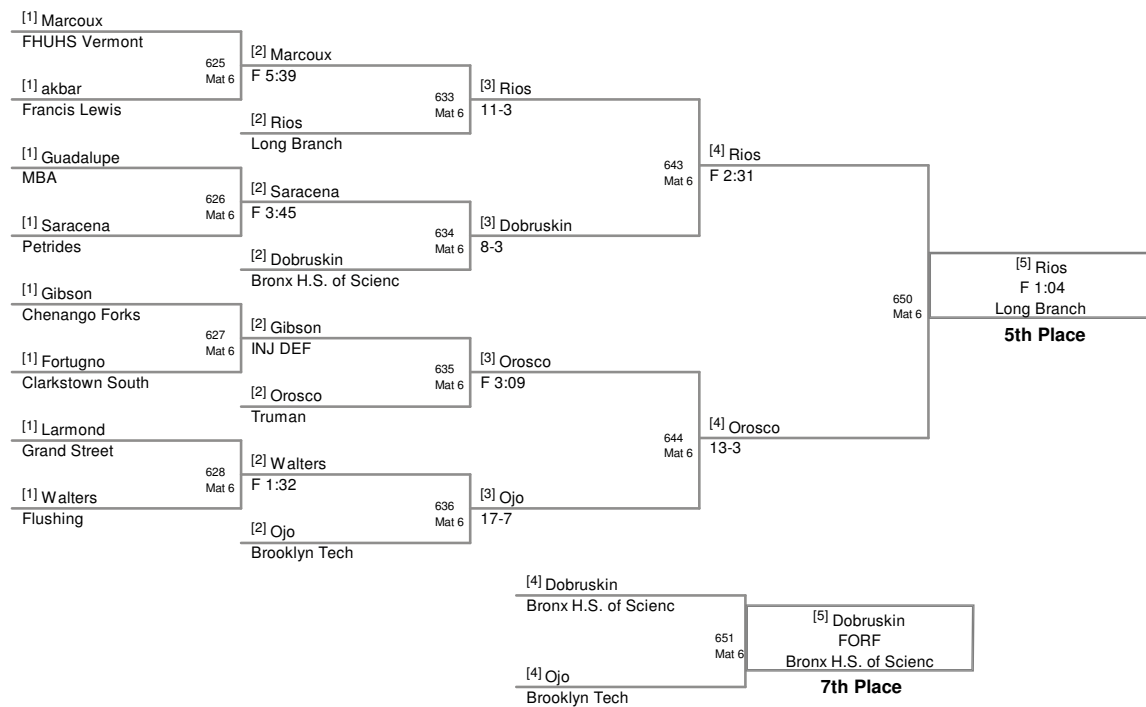 [1] Marcoux
FHUHS Vermont
625
Mat 6
[1] akbar
Francis Lewis
[1] Guadalupe
MBA
626
Mat 6
[1] Saracena
Petrides
[1] Gibson
Chenango Forks
627
Mat 6
[1] Fortugno
Clarkstown South
[1] Larmond
Grand Street
628
Mat 6
[1] Walters
Flushing
[2] Marcoux
F 5:39
633
Mat 6
[2] Rios
Long Branch
[2] Saracena
F 3:45
634
Mat 6
[2] Dobruskin
Bronx H.S. of Scienc
[2] Gibson
INJ DEF
635
Mat 6
[2] Orosco
Truman
[2] Walters
F 1:32
636
Mat 6
[2] Ojo
Brooklyn Tech
[3] Rios
11-3
643
Mat 6
[3] Dobruskin
8-3
[3] Orosco
F 3:09
644
Mat 6
[3] Ojo
17-7
[4] Rios
F 2:31
650
Mat 6
[4] Orosco
13-3
[5] Rios
F 1:04
Long Branch
5th Place
[4] Dobruskin
Bronx H.S. of Scienc
651
Mat 6
[4] Ojo
Brooklyn Tech
[5] Dobruskin
FORF
Bronx H.S. of Scienc
7th Place